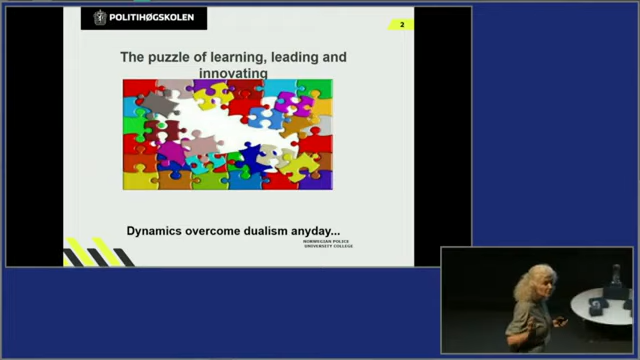 POLITIHØGSKOLEN
2
The puzzle of learning, leading and
innovating
Dynamics overcome dualism anyday...
NORWEGIAN POLICE
UNIVERSITY COLLEGE